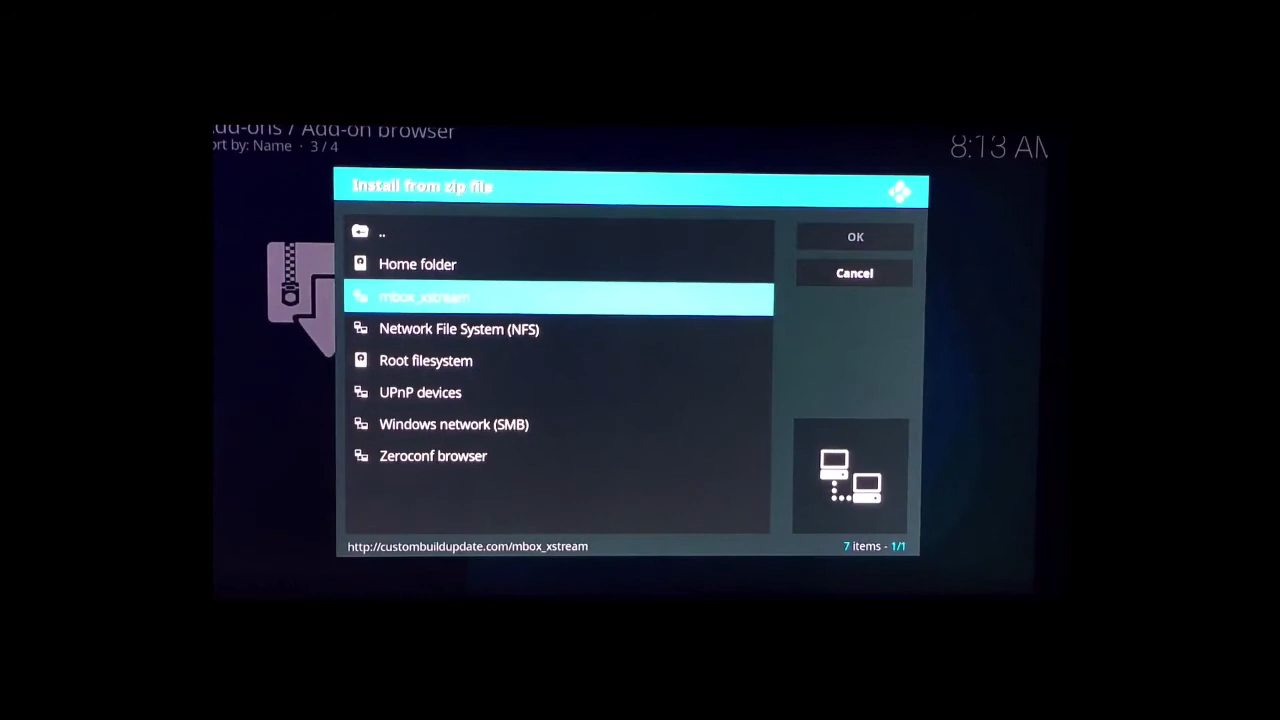 Add-ons / Add-on browser
ort by: Name · 3 / 4
8:13 AM
Install from zip file
..
Home folder
mbox_xstream
Network File System (NFS)
Root filesystem
UPnP devices
Windows network (SMB)
Zeroconf browser
OK
Cancel
http://custombuildupdate.com/mbox_xstream
7 items - 1/1